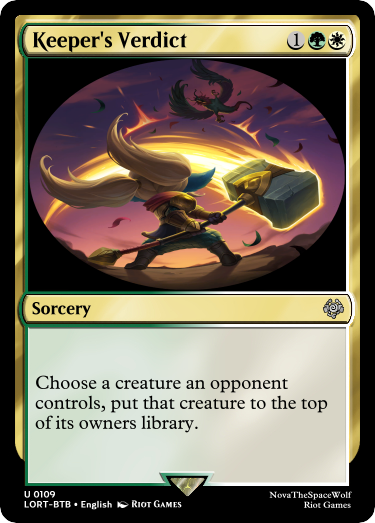 Keeper's Verdict 1
Sorcery
Choose a creature an opponent
controls, put that creature to the top
of its owners library.
U 0109
LORT-BTB • English RIOT GAMES
NovaTheSpaceWolf
Riot Games